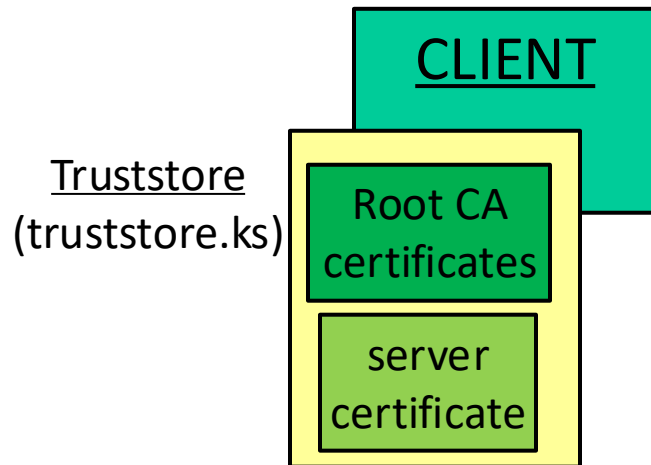 CLIENT
Truststore
(truststore.ks)
Root CA
certificates
server
certificate